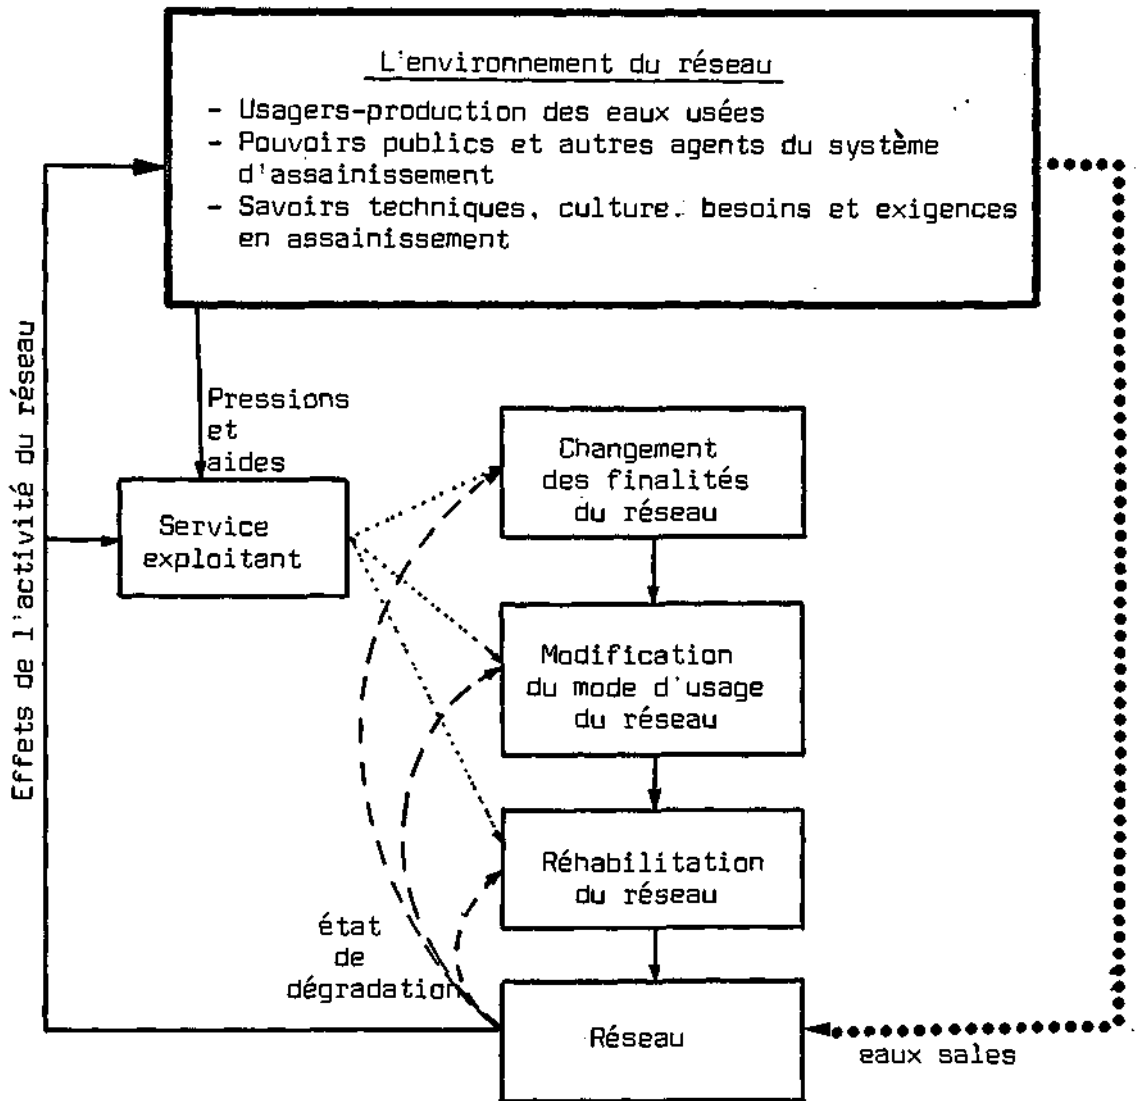 L'environnement du réseau
- Usagers-production des eaux usées
- Pouvoirs publics et autres agents du système
d'assainissement
- Savoirs techniques, culture. besoins et exigences
en assainissement
Effets de l'activité du réseau
Pressions
et
aides
Service
exploitant
Changement
des finalités
du réseau
Modification
du mode d'usage
du réseau
Réhabilitation
du réseau
état
de
dégradation
Réseau
eaux sales